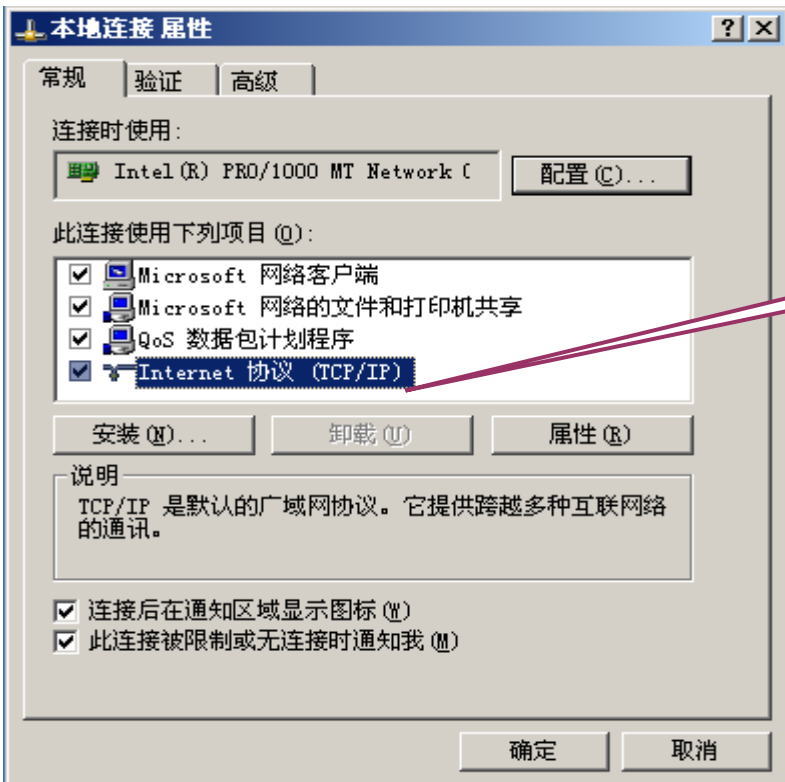 本地连接 属性
常规 验证 高级
连接时使用:
Intel(R) PRO/1000 MT Network C 配置(C)...
此连接使用下列项目(O):
Microsoft 网络客户端
Microsoft 网络的文件和打印机共享
QoS 数据包计划程序
Internet 协议 (TCP/IP)
安装(N)... 卸载(U) 属性(R)
说明
TCP/IP 是默认的广域网协议。它提供跨越多种互联网络
的通讯。
连接后在通知区域显示图标(W)
此连接被限制或无连接时通知我(M)
确定 取消